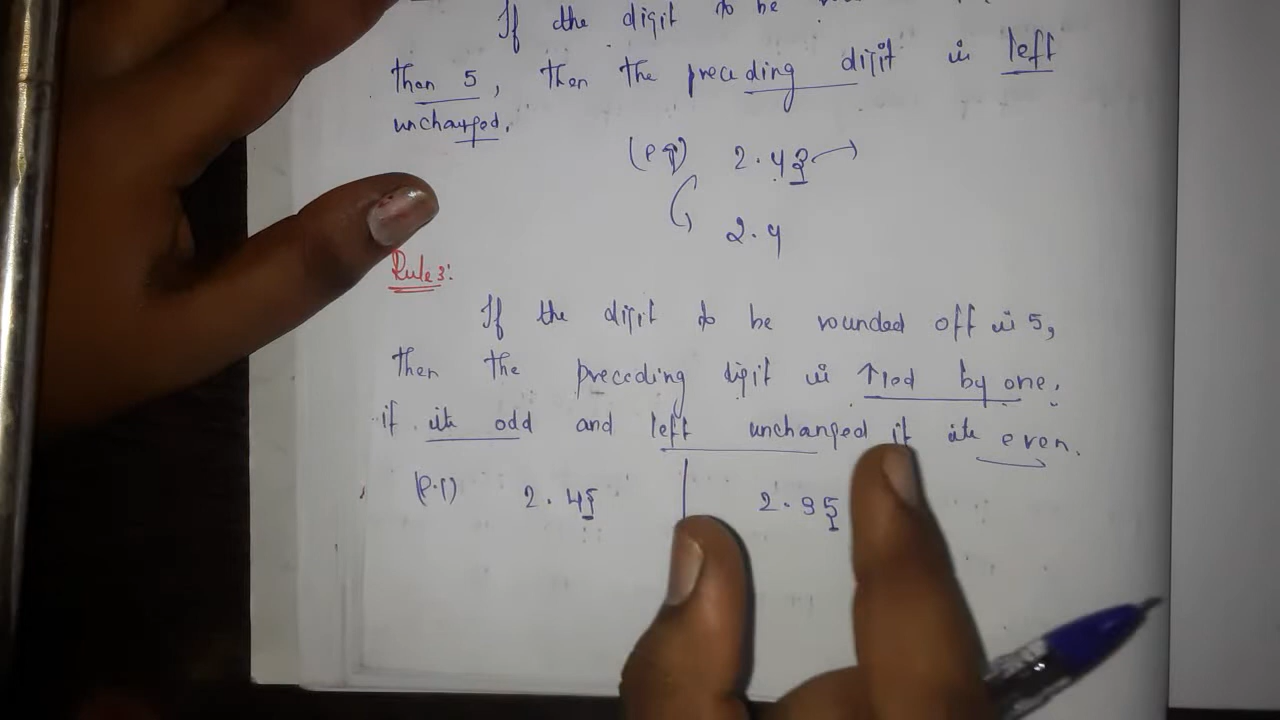 If the digit to be
than 5, then the preceding digit is left
unchanged.
(eg) 2.43
2.4
Rule 3:
If the digit to be rounded off is 5,
then the preceding digit is ↑led by one.
if its odd and left unchanged if its even.
(e.g) 2.45 | 2.35